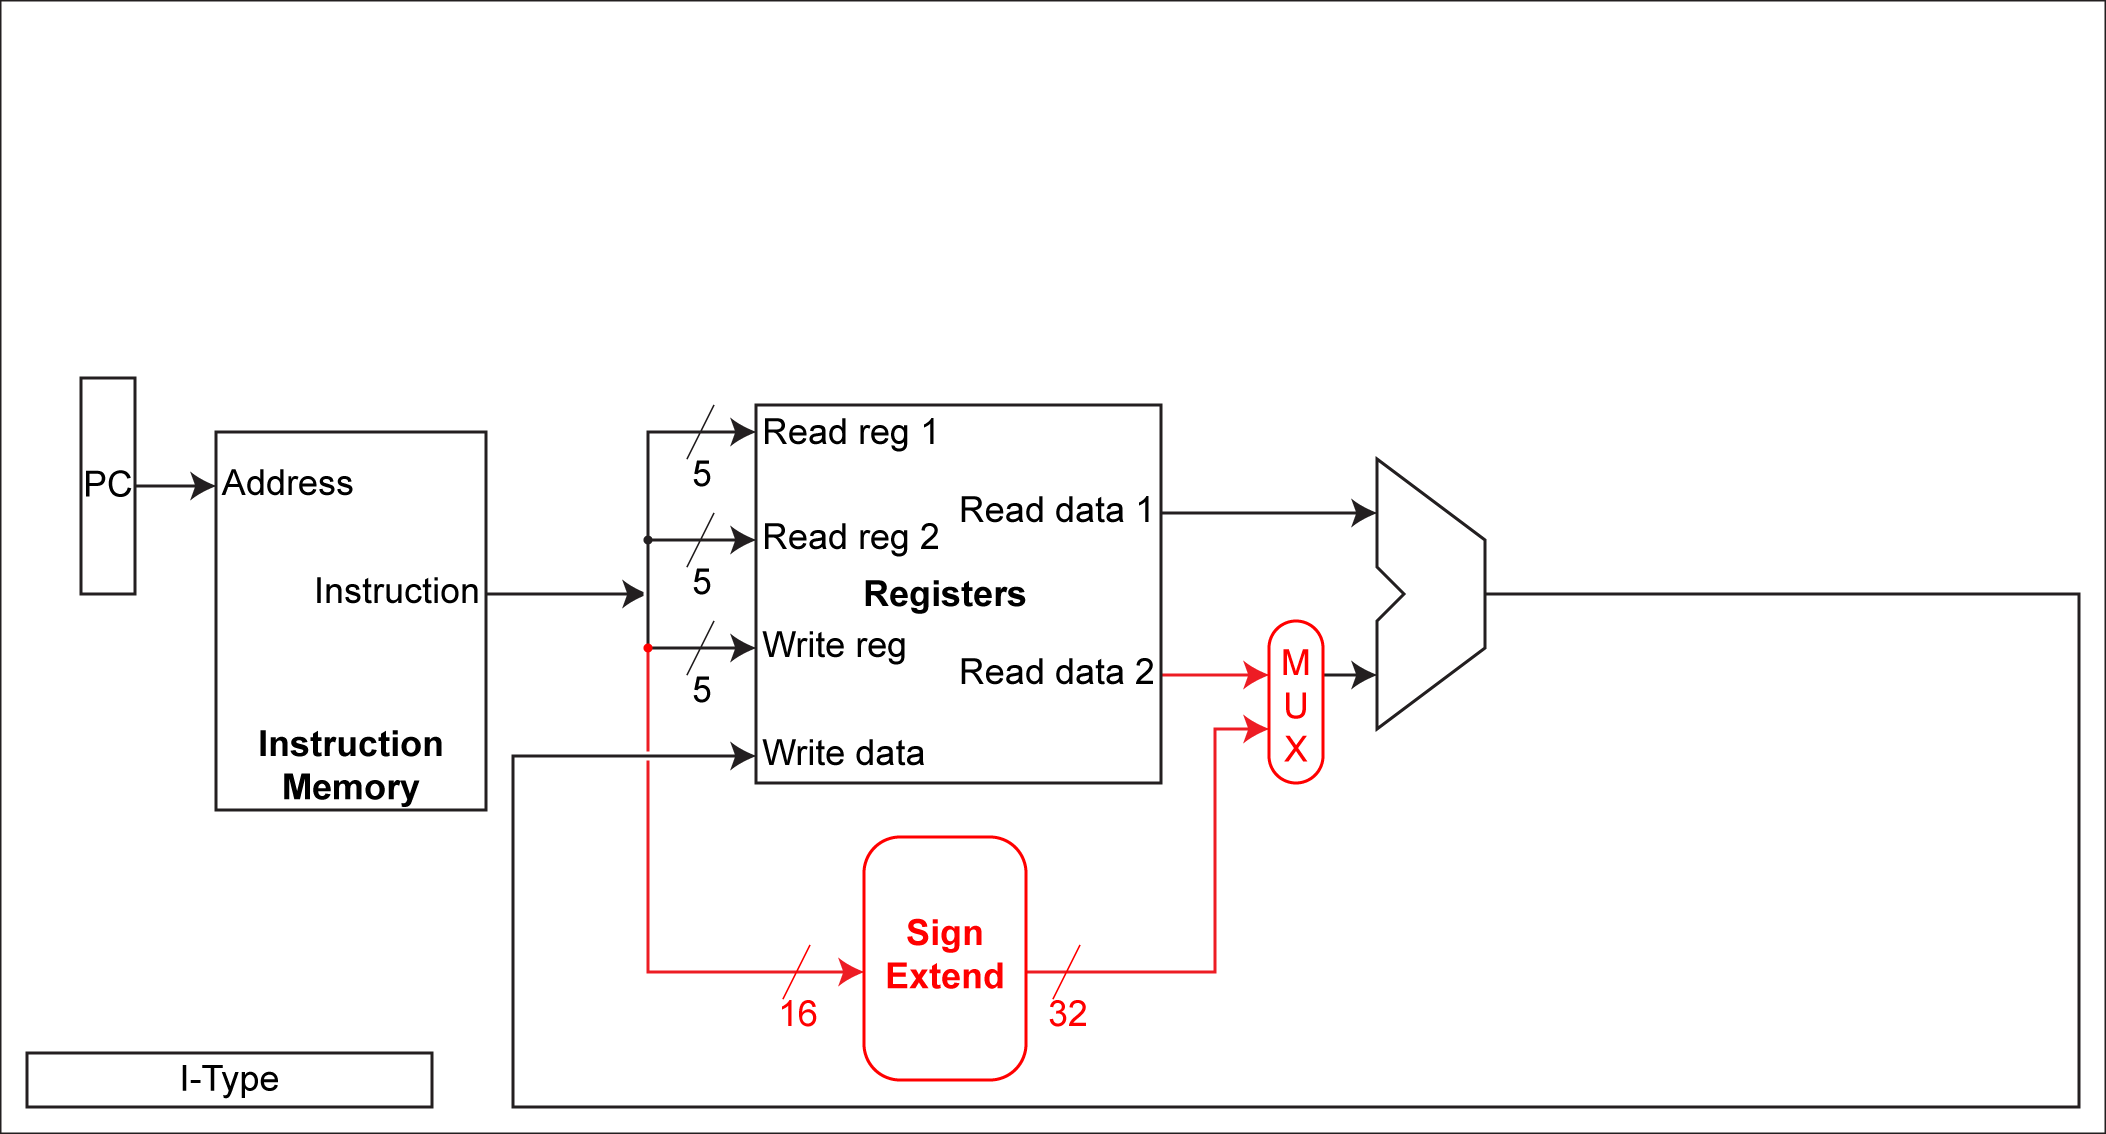 PC
Address
Instruction
Instruction
Memory
5
5
5
Read reg 1
Read reg 2
Write reg
Write data
Read data 1
Registers
Read data 2
M
U
X
Sign
Extend
16
32
I-Type